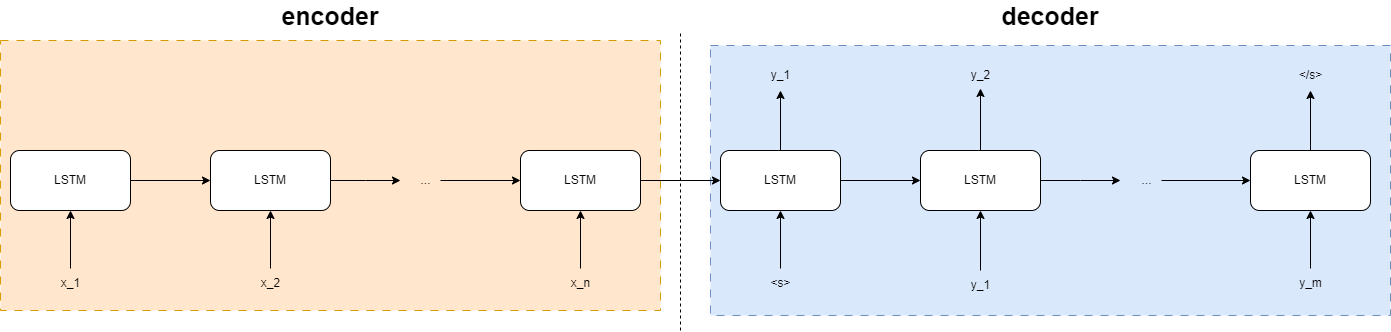 encoder
decoder
y_1
y_2
</s>
LSTM
LSTM
...
LSTM
LSTM
LSTM
...
LSTM
x_1
x_2
x_n
<s>
y_1
y_m